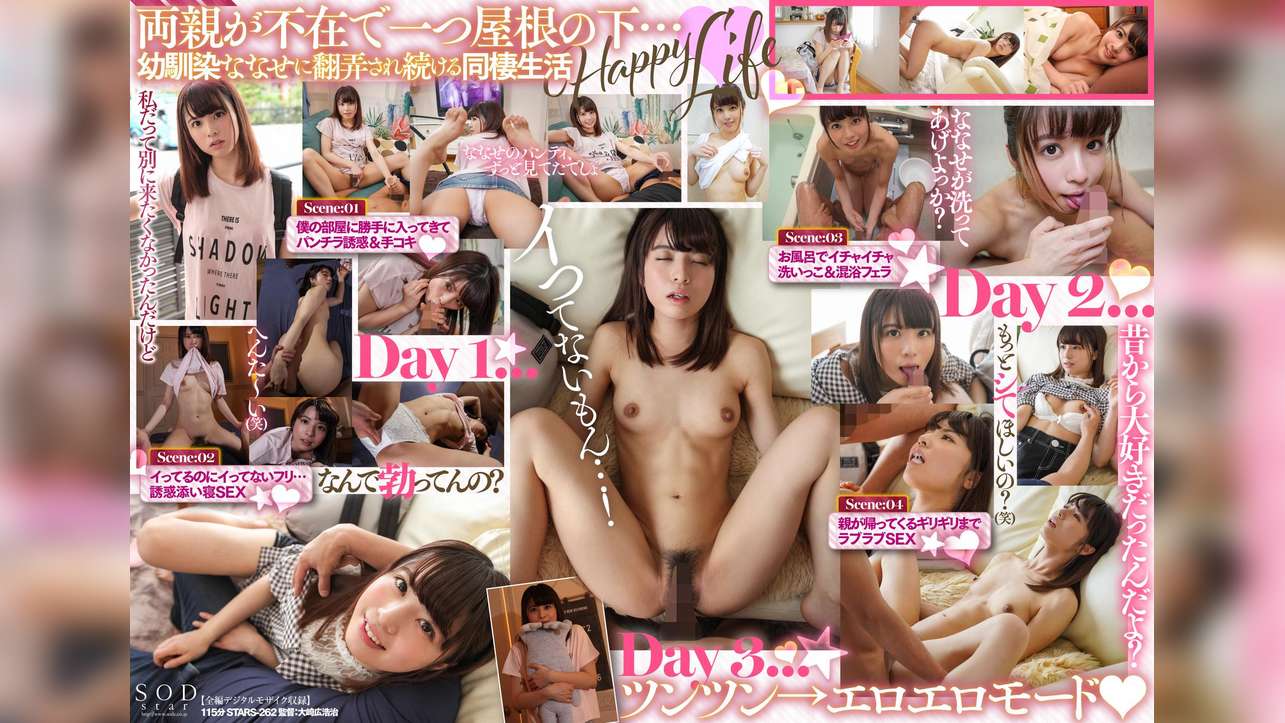 両親が不在で一つ屋根の下…
幼馴染ななせに翻弄され続ける同棲生活
Happy Life
私だって別に来たくなかったんだけど
THERE IS
SHADOW
WHERE THERE
LIGHT
ななせのパンティ、
ずっと見てたでしょ
Scene:01
僕の部屋に勝手に入ってきて
パンチラ誘惑&手コキ
Day 1...
へんた〜い(笑)
Scene:02
イってるのにイってないフリ…
誘惑添い寝SEX
なんで勃ってんの?
イってないもん…!
ななせが洗って
あげよっか?
Scene:03
お風呂でイチャイチャ
洗いっこ&混浴フェラ
Day 2...
もっとシてほしいの?(笑)
昔から大好きだったんだよ?
Scene:04
親が帰ってくるギリギリまで
ラブラブSEX
Day 3...
ツンツン→エロエロモード
SOD
star
【全編デジタルモザイク収録】
115分 STARS-262 監督:大崎広浩治